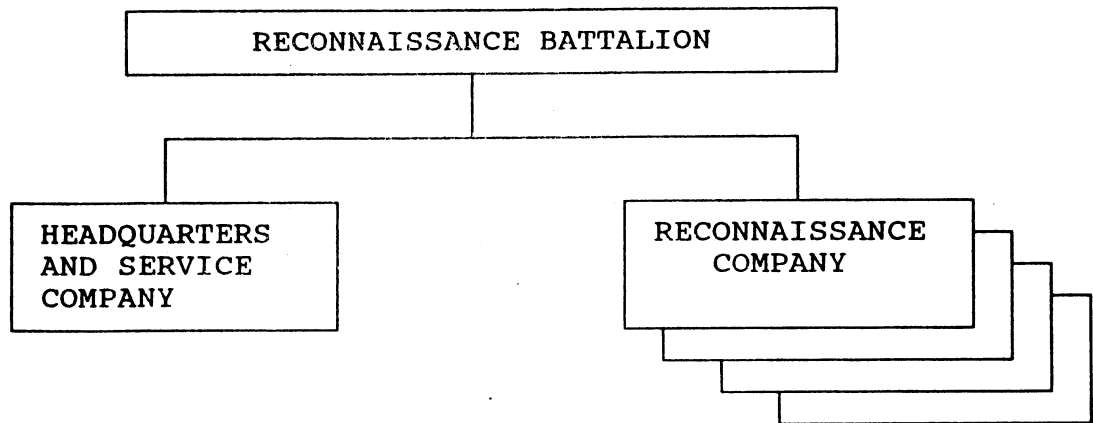 RECONNAISSANCE BATTALION
HEADQUARTERS
AND SERVICE
COMPANY
RECONNAISSANCE
COMPANY